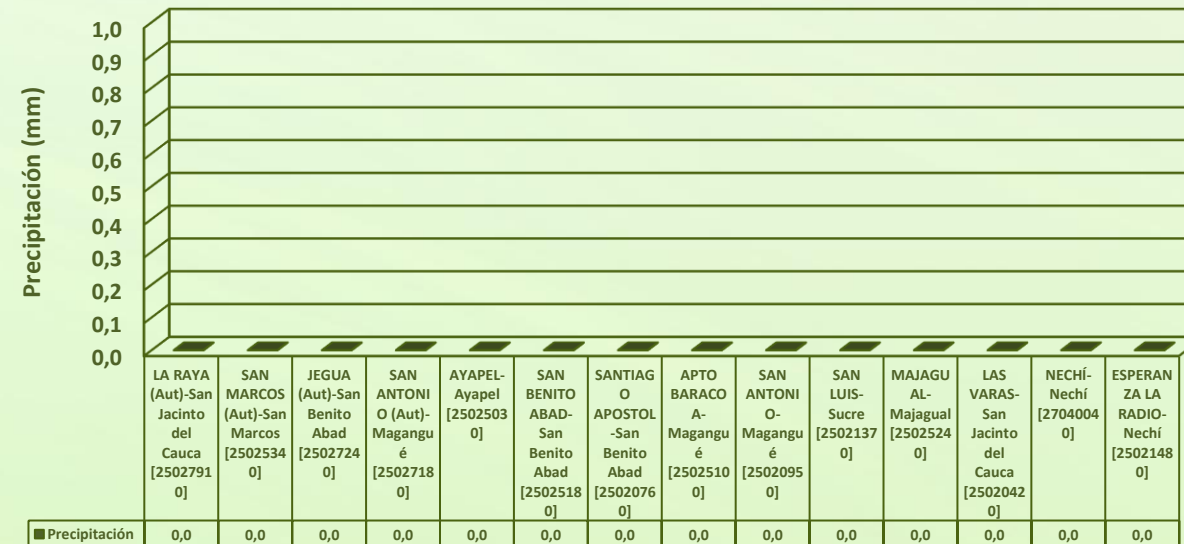 Precipitación (mm)
1,0
0,9
0,8
0,7
0,6
0,5
0,4
0,3
0,2
0,1
0,0
LA RAYA
(Aut)-San
Jacinto
del
Cauca
[2502791
0]
SAN
MARCOS
(Aut)-San
Marcos
[2502534
0]
JEGUA
(Aut)-San
Benito
Abad
[2502724
0]
SAN
ANTONI
O (Aut)-
Magangu
é
[2502718
0]
AYAPEL-
Ayapel
[2502503
0]
SAN
BENITO
ABAD-
San
Benito
Abad
[2502518
0]
SANTIAG
O
APOSTOL
-San
Benito
Abad
[2502076
0]
APTO
BARACO
A-
Magangu
é
[2502510
0]
SAN
ANTONI
O-
Magangu
é
[2502095
0]
SAN
LUIS-
Sucre
[2502137
0]
MAJAGU
AL-
Majagual
[2502524
0]
LAS
VARAS-
San
Jacinto
del
Cauca
[2502042
0]
NECHÍ-
Nechí
[2704004
0]
ESPERAN
ZA LA
RADIO-
Nechí
[2502148
0]
Precipitación 0,0 0,0 0,0 0,0 0,0 0,0 0,0 0,0 0,0 0,0 0,0 0,0 0,0 0,0